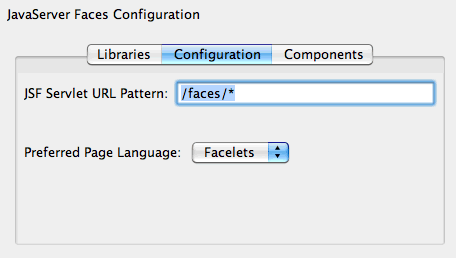 JavaServer Faces Configuration
Libraries Configuration Components
JSF Servlet URL Pattern: /faces/*
Preferred Page Language: Facelets